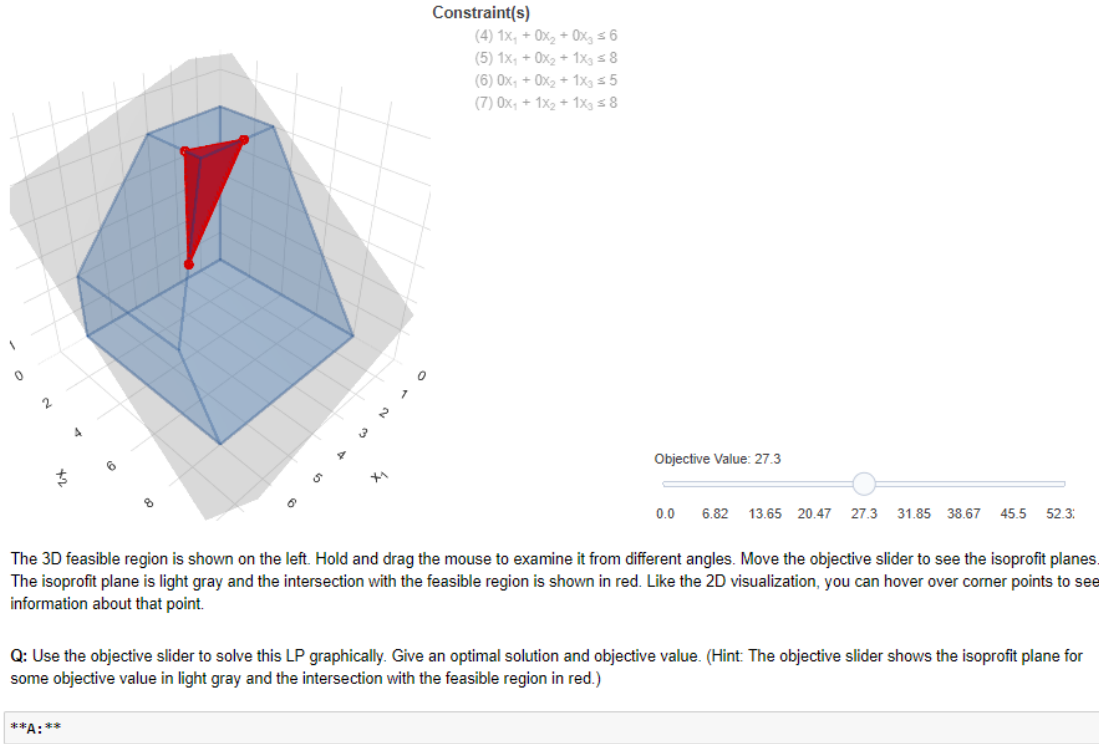 Constraint(s)
(4) 1x₁ + 0x₂ + 0x₃ ≤ 6
(5) 1x₁ + 0x₂ + 1x₃ ≤ 8
(6) 0x₁ + 0x₂ + 1x₃ ≤ 5
(7) 0x₁ + 1x₂ + 1x₃ ≤ 8
1
0
2
4
6
8
x₂
0
1
2
3
4
5
6
x₁
Objective Value: 27.3
0.0 6.82 13.65 20.47 27.3 31.85 38.67 45.5 52.3
The 3D feasible region is shown on the left. Hold and drag the mouse to examine it from different angles. Move the objective slider to see the isoprofit planes.
The isoprofit plane is light gray and the intersection with the feasible region is shown in red. Like the 2D visualization, you can hover over corner points to see
information about that point.
Q: Use the objective slider to solve this LP graphically. Give an optimal solution and objective value. (Hint: The objective slider shows the isoprofit plane for
some objective value in light gray and the intersection with the feasible region in red.)
**A:**